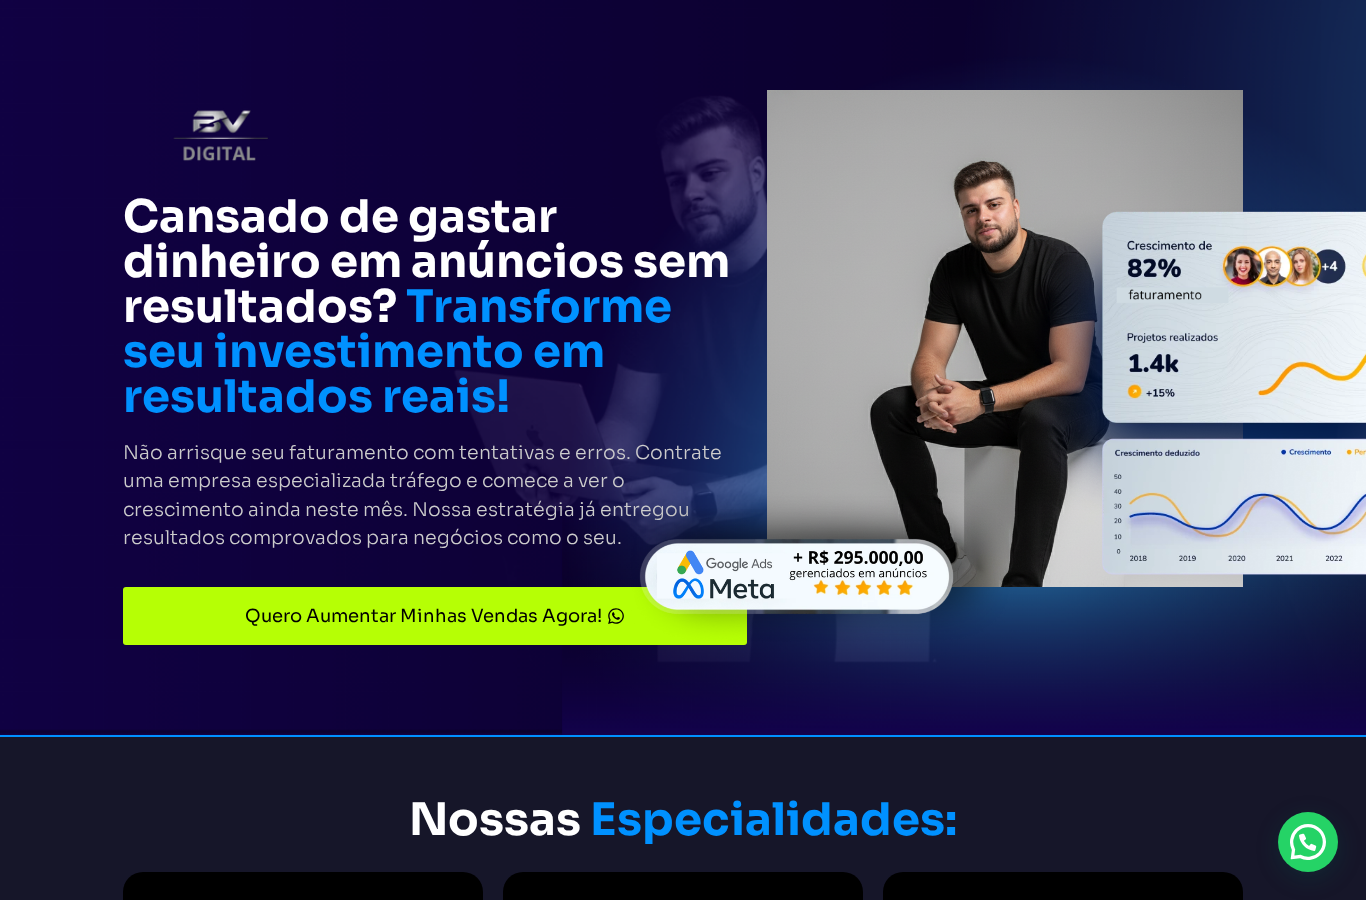 BV
DIGITAL
Cansado de gastar
dinheiro em anúncios sem
resultados? Transforme
seu investimento em
resultados reais!
Não arrisque seu faturamento com tentativas e erros. Contrate
uma empresa especializada tráfego e comece a ver o
crescimento ainda neste mês. Nossa estratégia já entregou
resultados comprovados para negócios como o seu.
Quero Aumentar Minhas Vendas Agora!
Crescimento de
82%
faturamento
+4
Projetos realizados
1.4k
+15%
Crescimento deduzido
Crescimento
50
40
30
20
10
0
2018 2019 2020 2021 2022
Google Ads
Meta
+ R$ 295.000,00
gerenciados em anúncios
Nossas Especialidades: